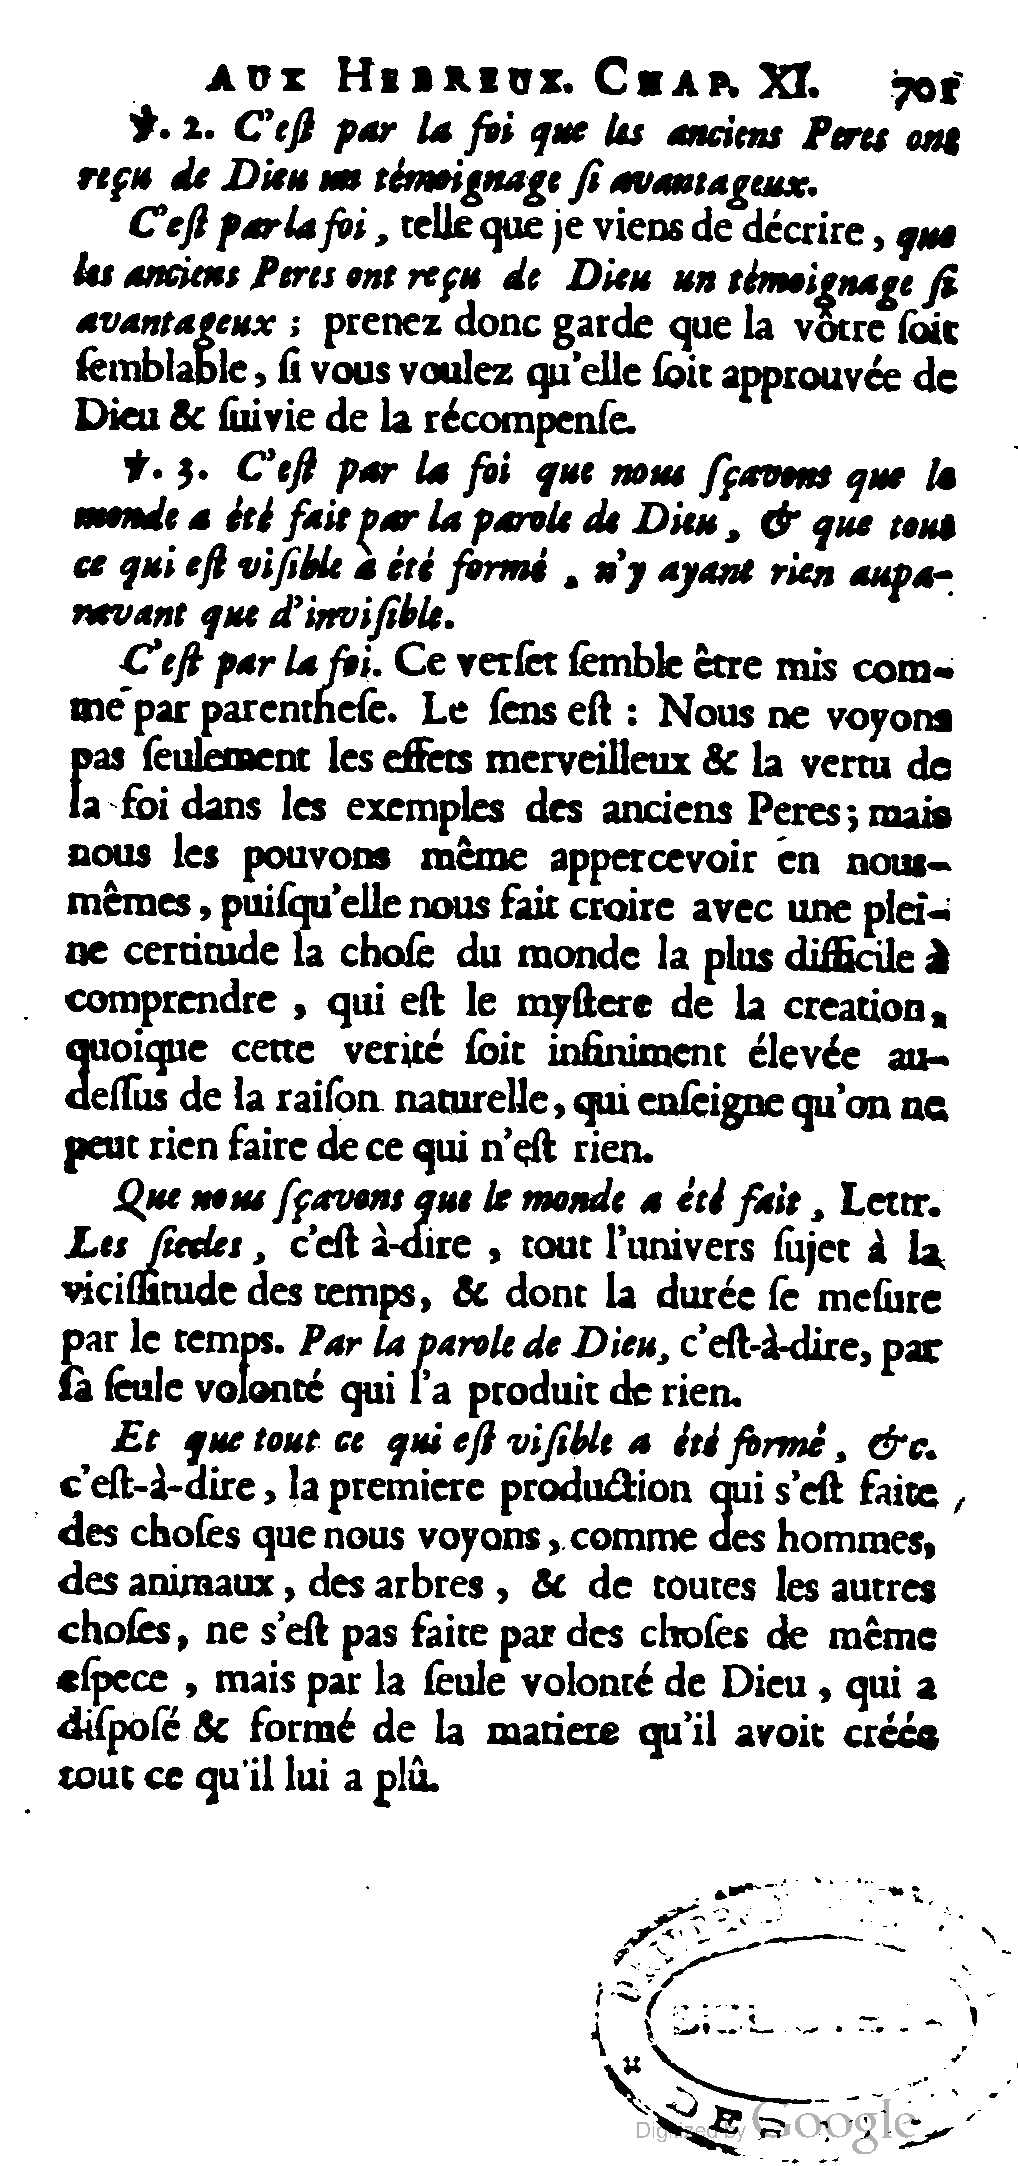 AUX HEBREUX. CHAP. XI. 701
℣. 2. C'eſt par la foi que les anciens Peres ont
reçu de Dieu un témoignage ſi avantageux.
C'eſt par la foi, telle que je viens de décrire, que
les anciens Peres ont reçu de Dieu un témoignage ſi
avantageux ; prenez donc garde que la vôtre ſoit
ſemblable, ſi vous voulez qu'elle ſoit approuvée de
Dieu & ſuivie de la récompenſe.
℣. 3. C'eſt par la foi que nous ſçavons que le
monde a été fait par la parole de Dieu, & que tout
ce qui eſt viſible à été formé, n'y ayant rien aupa-
ravant que d'inviſible.
C'eſt par la foi. Ce verſet ſemble être mis com-
me par parentheſe. Le ſens eſt : Nous ne voyons
pas ſeulement les effets merveilleux & la vertu de
la foi dans les exemples des anciens Peres ; mais
nous les pouvons même appercevoir en nous-
mêmes, puiſqu'elle nous fait croire avec une plei-
ne certitude la choſe du monde la plus difficile à
comprendre, qui eſt le myſtere de la creation,
quoique cette verité ſoit infiniment élevée au-
deſſus de la raiſon naturelle, qui enſeigne qu'on ne
peut rien faire de ce qui n'eſt rien.
Que nous ſçavons que le monde a été fait, Lettr.
Les ſiecles, c'eſt à-dire, tout l'univers ſujet à la
viciſſitude des temps, & dont la durée ſe meſure
par le temps. Par la parole de Dieu, c'eſt-à-dire, par
ſa ſeule volonté qui l'a produit de rien.
Et que tout ce qui eſt viſible a été formé, &c.
c'eſt-à-dire, la premiere production qui s'eſt faite
des choſes que nous voyons, comme des hommes,
des animaux, des arbres, & de toutes les autres
choſes, ne s'eſt pas faite par des choſes de même
eſpece, mais par la ſeule volonté de Dieu, qui a
diſpoſé & formé de la matiere qu'il avoit créée
tout ce qu'il lui a plû.
Digitized by Google